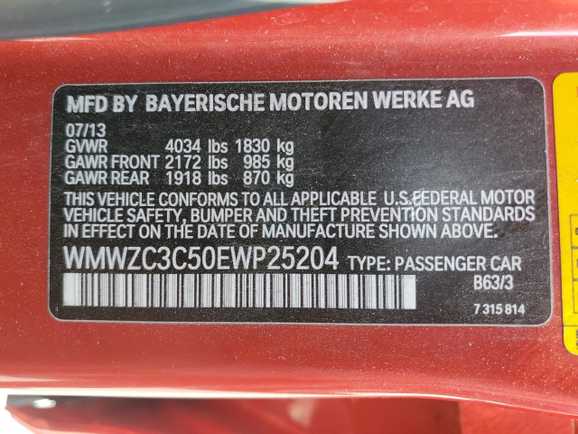 MFD BY BAYERISCHE MOTOREN WERKE AG
07/13
GVWR 4034 lbs 1830 kg
GAWR FRONT 2172 lbs 985 kg
GAWR REAR 1918 lbs 870 kg
THIS VEHICLE CONFORMS TO ALL APPLICABLE U.S. FEDERAL MOTOR
VEHICLE SAFETY, BUMPER, AND THEFT PREVENTION STANDARDS
IN EFFECT ON THE DATE OF MANUFACTURE SHOWN ABOVE.
WMWZC3C50EWP25204 TYPE: PASSENGER CAR
B63/3
7 315 814